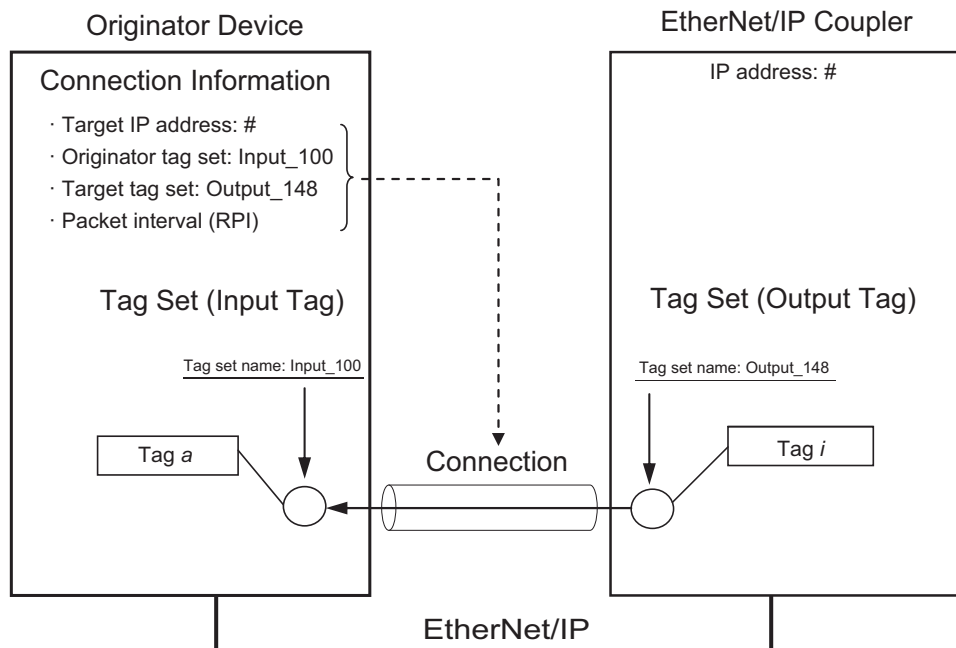 Originator Device
EtherNet/IP Coupler
Connection Information
IP address: #
· Target IP address: #
· Originator tag set: Input_100
· Target tag set: Output_148
· Packet interval (RPI)
Tag Set (Input Tag)
Tag Set (Output Tag)
Tag set name: Input_100
Tag set name: Output_148
Tag a
Connection
Tag i
EtherNet/IP